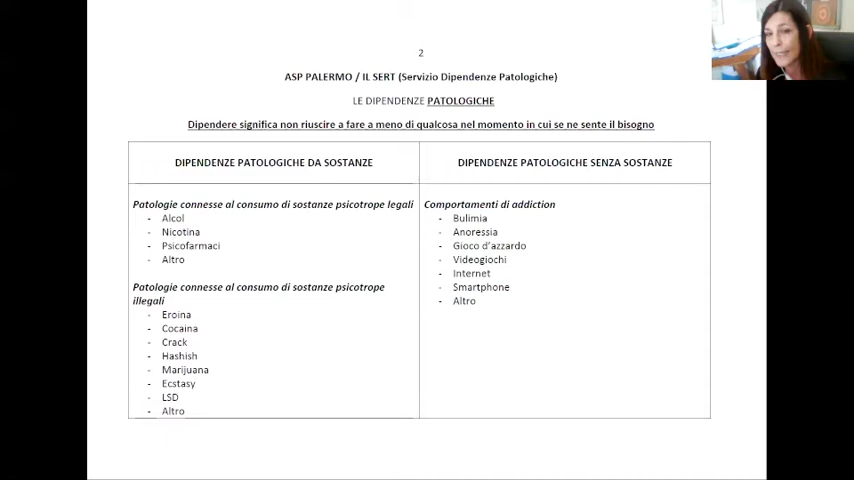 2
ASP PALERMO / IL SERT (Servizio Dipendenze Patologiche)
LE DIPENDENZE PATOLOGICHE
Dipendere significa non riuscire a fare a meno di qualcosa nel momento in cui se ne sente il bisogno
DIPENDENZE PATOLOGICHE DA SOSTANZE
Patologie connesse al consumo di sostanze psicotrope legali
- Alcol
- Nicotina
- Psicofarmaci
- Altro
Patologie connesse al consumo di sostanze psicotrope
illegali
- Eroina
- Cocaina
- Crack
- Hashish
- Marijuana
- Ecstasy
- LSD
- Altro
DIPENDENZE PATOLOGICHE SENZA SOSTANZE
Comportamenti di addiction
- Bulimia
- Anoressia
- Gioco d'azzardo
- Videogiochi
- Internet
- Smartphone
- Altro